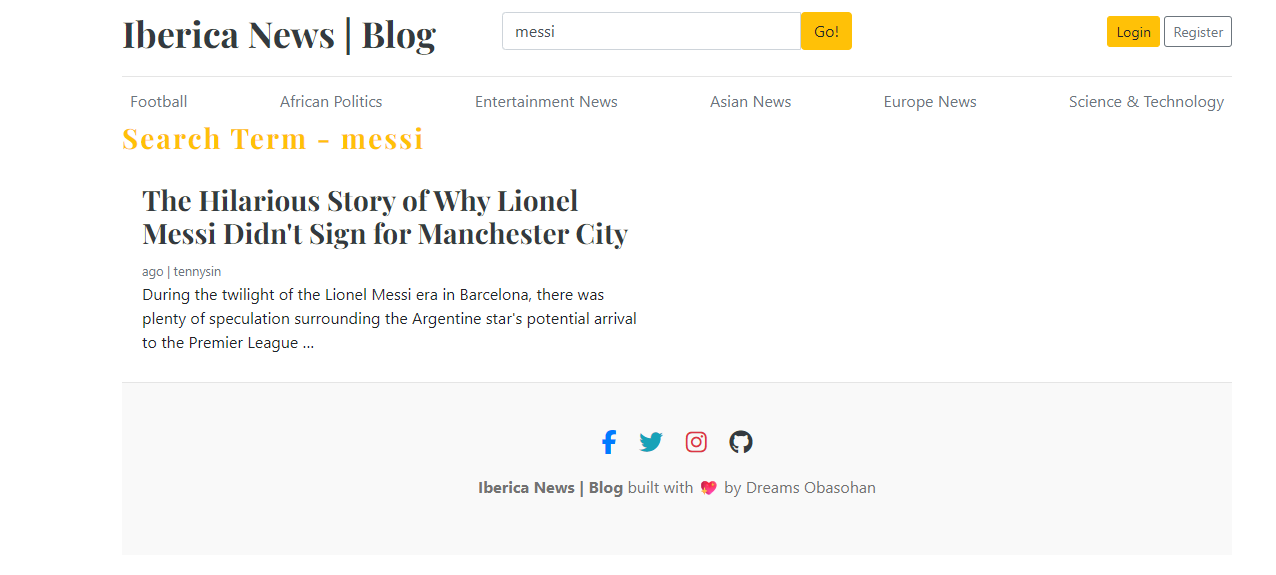 Iberica News | Blog
messi
Go!
Login
Register
Football
African Politics
Entertainment News
Asian News
Europe News
Science & Technology
Search Term - messi
The Hilarious Story of Why Lionel
Messi Didn't Sign for Manchester City
ago | tennysin
During the twilight of the Lionel Messi era in Barcelona, there was
plenty of speculation surrounding the Argentine star's potential arrival
to the Premier League ...
Iberica News | Blog built with 💖 by Dreams Obasohan